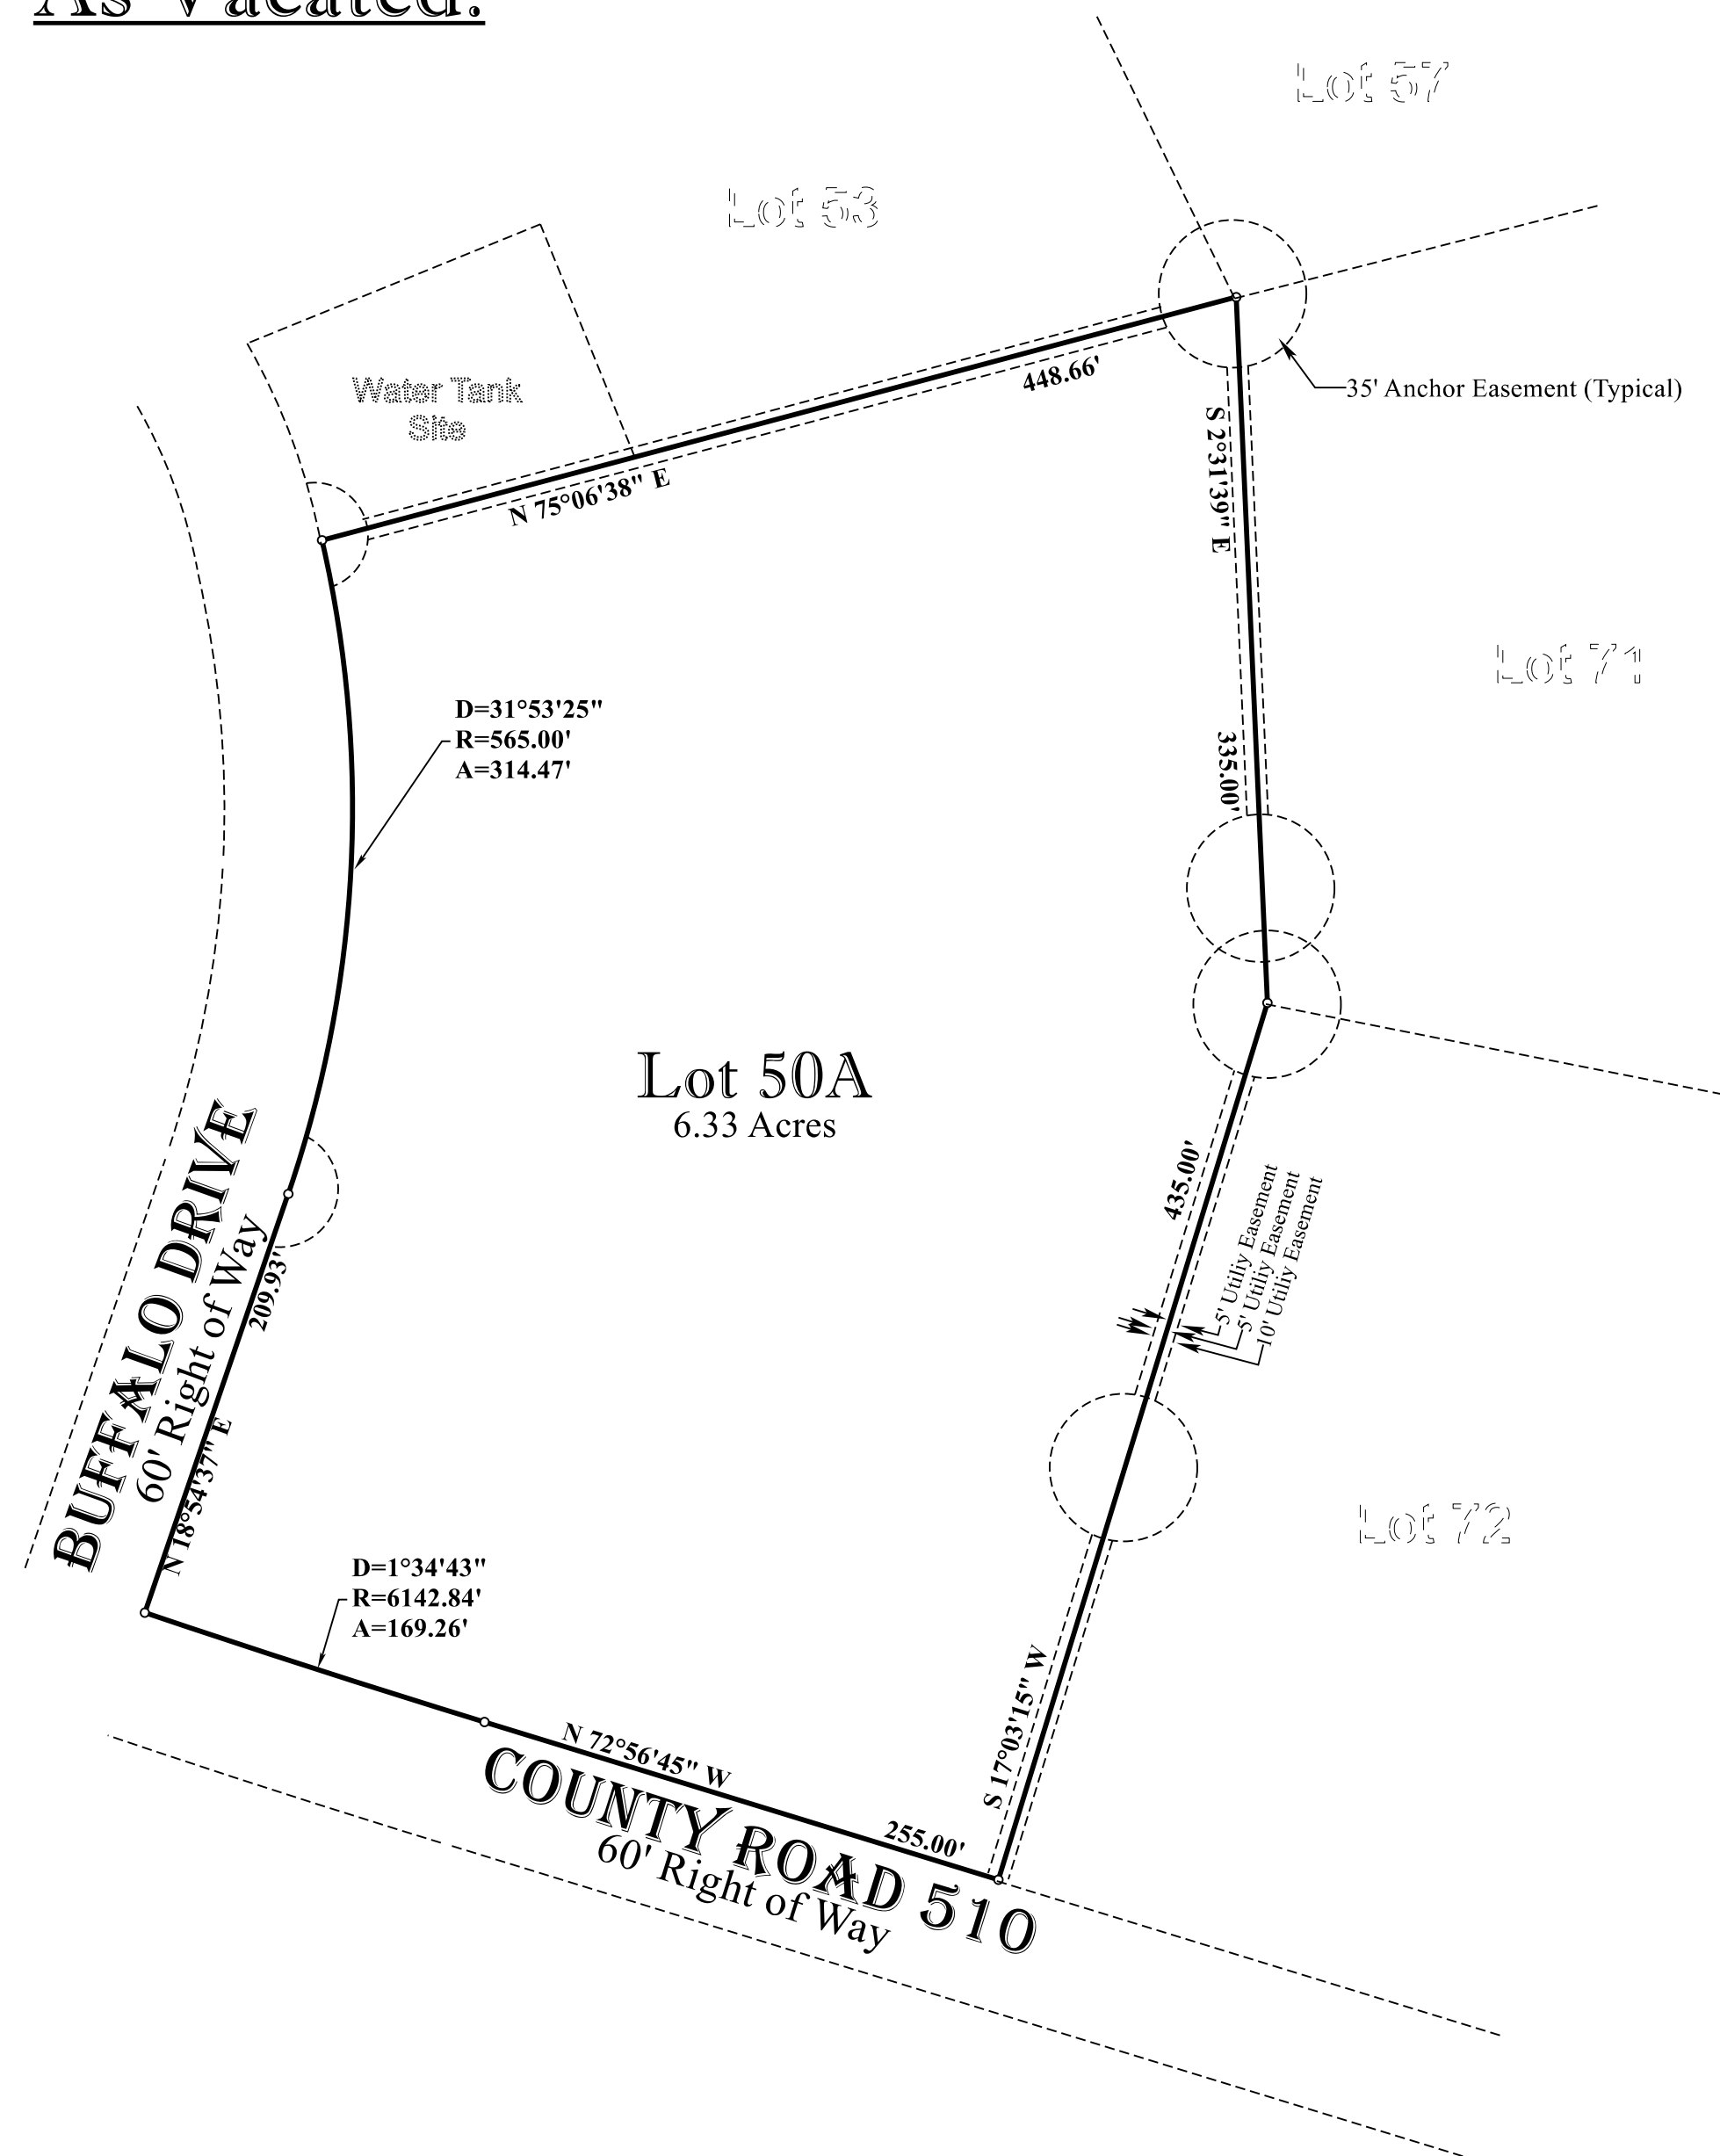 As Vacated:
Lot 57
Lot 53
Water Tank
Site
448.66'
35' Anchor Easement (Typical)
N 75°06'38" E
S 2°31'39" E
335.00'
Lot 71
D=31°53'25"
R=565.00'
A=314.47'
Lot 50A
6.33 Acres
BUFFALO DRIVE
60' Right of Way
209.93'
N 18°54'37" E
435.00'
5' Utiliy Easement
5' Utiliy Easement
10' Utiliy Easement
Lot 72
D=1°34'43"
R=6142.84'
A=169.26'
S 17°03'15" W
N 72°56'45" W
255.00'
COUNTY ROAD 510
60' Right of Way